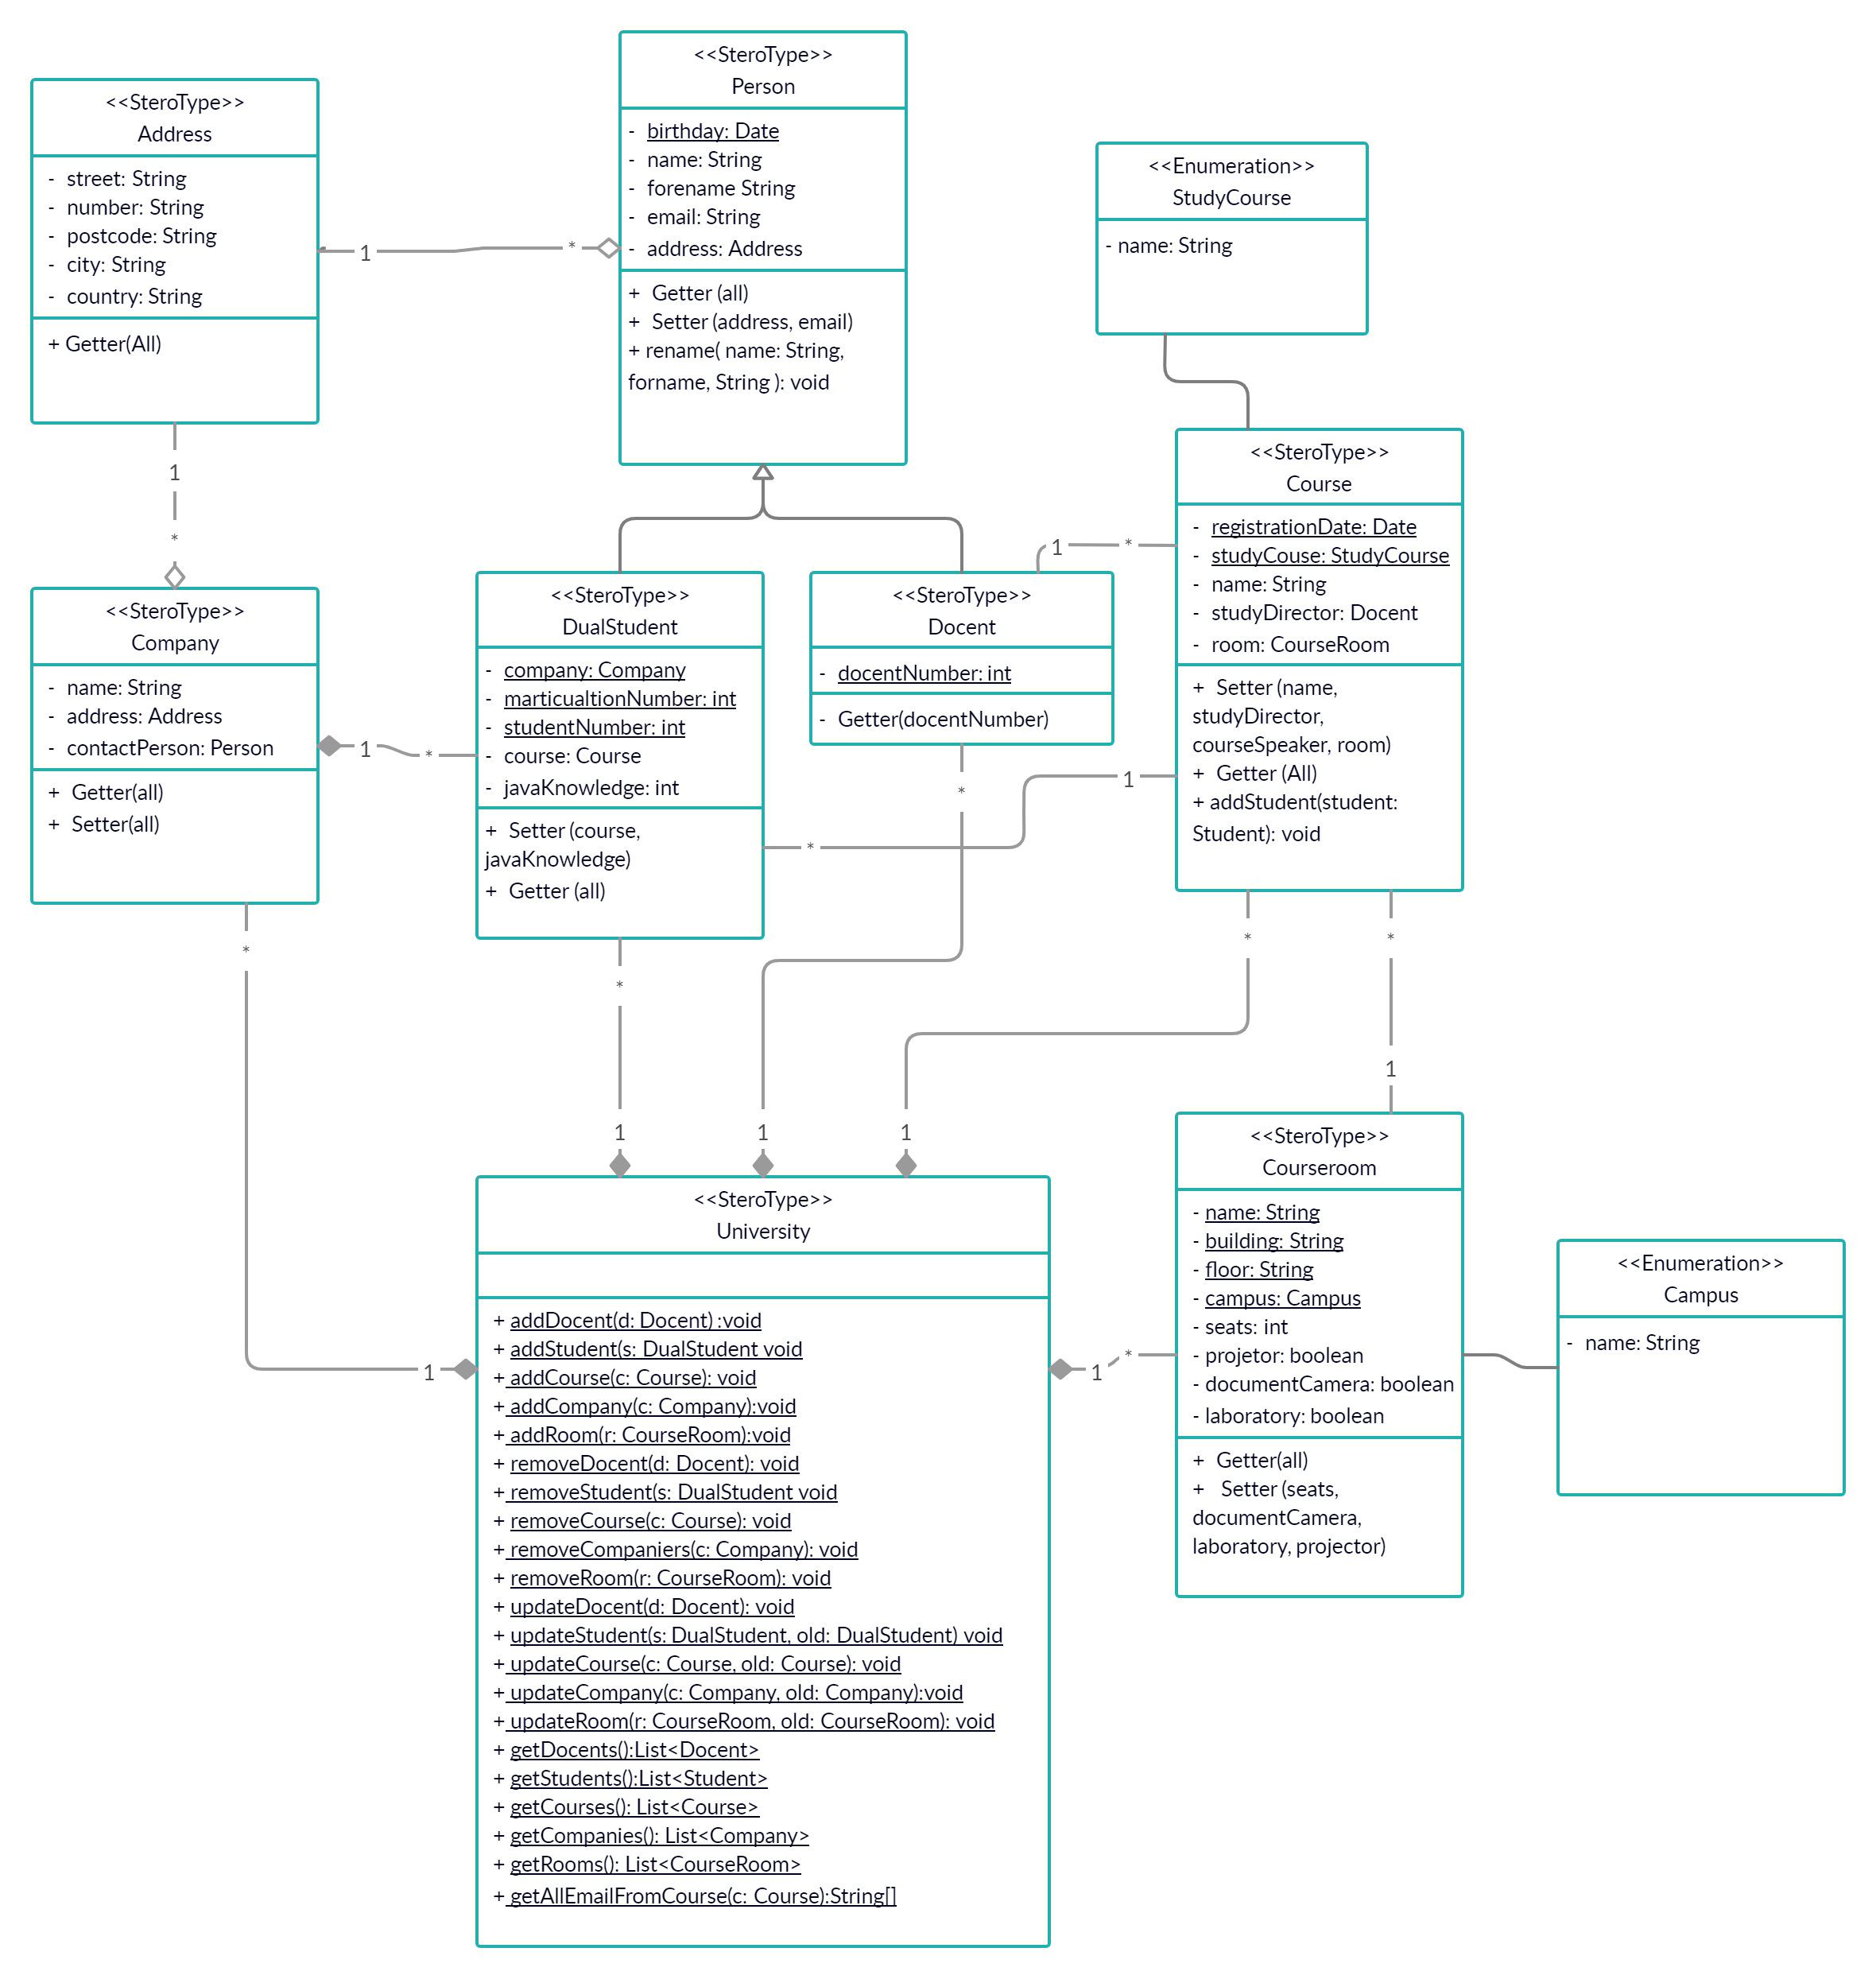 <<SteroType>>
Person
- birthday: Date
- name: String
- forename String
- email: String
- address: Address
+ Getter (all)
+ Setter (address, email)
+ rename( name: String,
forname, String ): void
<<SteroType>>
Address
- street: String
- number: String
- postcode: String
- city: String
- country: String
+ Getter(All)
1
*
1
*
<<Enumeration>>
StudyCourse
- name: String
<<SteroType>>
Course
- registrationDate: Date
- studyCouse: StudyCourse
- name: String
- studyDirector: Docent
- room: CourseRoom
+ Setter (name,
studyDirector,
courseSpeaker, room)
+ Getter (All)
+ addStudent(student:
Student): void
<<SteroType>>
Company
- name: String
- address: Address
- contactPerson: Person
+ Getter(all)
+ Setter(all)
1
*
<<SteroType>>
DualStudent
- company: Company
- marticualtionNumber: int
- studentNumber: int
- course: Course
- javaKnowledge: int
+ Setter (course,
javaKnowledge)
+ Getter (all)
<<SteroType>>
Docent
- docentNumber: int
- Getter(docentNumber)
1
*
1
*
*
*
*
*
*
1
1
1
1
<<SteroType>>
University
+ addDocent(d: Docent) :void
+ addStudent(s: DualStudent void
+ addCourse(c: Course): void
+ addCompany(c: Company):void
+ addRoom(r: CourseRoom):void
+ removeDocent(d: Docent): void
+ removeStudent(s: DualStudent void
+ removeCourse(c: Course): void
+ removeCompaniers(c: Company): void
+ removeRoom(r: CourseRoom): void
+ updateDocent(d: Docent): void
+ updateStudent(s: DualStudent, old: DualStudent) void
+ updateCourse(c: Course, old: Course): void
+ updateCompany(c: Company, old: Company):void
+ updateRoom(r: CourseRoom, old: CourseRoom): void
+ getDocents():List<Docent>
+ getStudents():List<Student>
+ getCourses(): List<Course>
+ getCompanies(): List<Company>
+ getRooms(): List<CourseRoom>
+ getAllEmailFromCourse(c: Course):String[]
1
1
*
<<SteroType>>
Courseroom
- name: String
- building: String
- floor: String
- campus: Campus
- seats: int
- projetor: boolean
- documentCamera: boolean
- laboratory: boolean
+ Getter(all)
+ Setter (seats,
documentCamera,
laboratory, projector)
<<Enumeration>>
Campus
- name: String